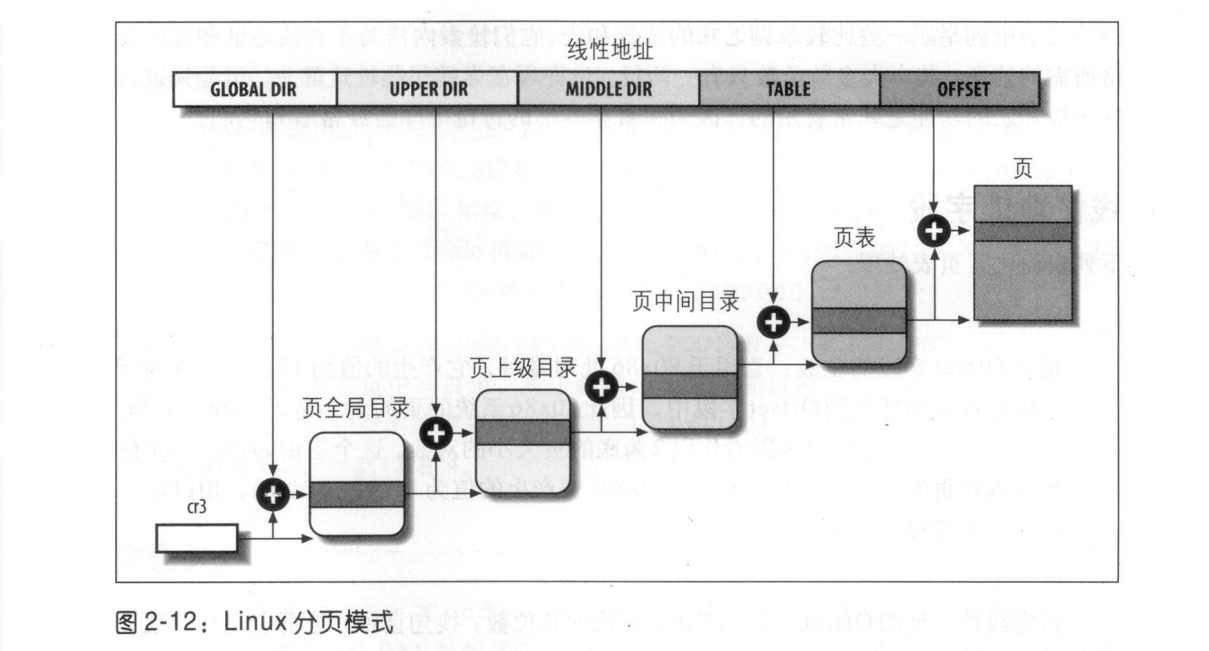 线性地址
GLOBAL DIR
UPPER DIR
MIDDLE DIR
TABLE
OFFSET
页
页表
页中间目录
页上级目录
页全局目录
cr3
图 2-12：Linux 分页模式